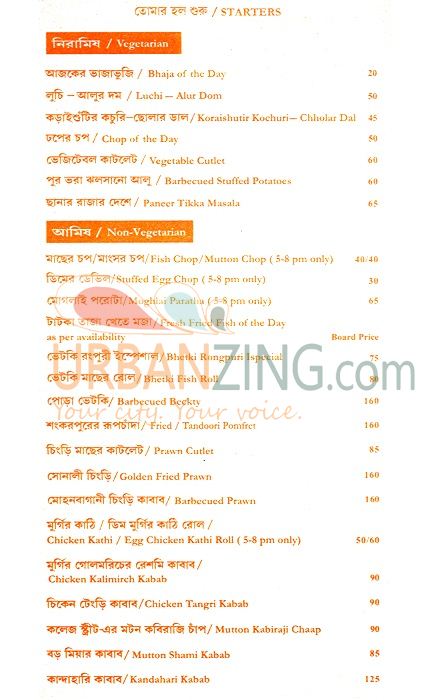 তোমার হল শুরু / STARTERS
নিরামিষ / Vegetarian
আজকের ভাজাভুজি / Bhaja of the Day 20
লুচি – আলুর দম / Luchi – Alur Dom 50
কড়াইশুঁটির কচুরি–ছোলার ডাল/ Koraishutir Kochuri– Chholar Dal 45
চপের চপ / Chop of the Day 50
ভেজিটেবল কাটলেট / Vegetable Cutlet 60
পুর ভরা ঝলসানো আলু / Barbecued Stuffed Potatoes 60
ছানার রাজার দেশে / Paneer Tikka Masala 65
আমিষ / Non-Vegetarian
মাছের চপ/মাংসর চপ/Fish Chop/Mutton Chop ( 5-8 pm only) 40/40
ডিমের ডেভিল/Stuffed Egg Chop ( 5-8 pm only) 30
মোগলাই পরোটা/Mughlai Paratha ( 5-8 pm only) 65
টাটকা তাজা খেতে মজা/Fresh Fried Fish of the Day
as per availability Board Price
ভেটকি রংপুরী ইস্পেশাল/ Bhetki Rungpuri Ispecial 75
ভেটকি মাছের রোল/ Bhetki Fish Roll 80
পোড়া ভেটকি/ Barbecued Beckty 160
শংকরপুরের রূপচাঁদা/ Fried / Tandoori Pomfret 160
চিংড়ি মাছের কাটলেট/ Prawn Cutlet 85
সোনালী চিংড়ি/Golden Fried Prawn 160
মোহনবাগানী চিংড়ি কাবাব/ Barbecued Prawn 160
মুর্গির কাঠি / ডিম মুর্গির কাঠি রোল /
Chicken Kathi / Egg Chicken Kathi Roll ( 5-8 pm only) 50/60
মুর্গির গোলমরিচের রেশমি কাবাব/
Chicken Kalimirch Kabab 90
চিকেন টেংড়ি কাবাব/Chicken Tangri Kabab 90
কলেজ স্ট্রীট-এর মটন কবিরাজি চাঁপ/ Mutton Kabiraji Chaap 90
বড় মিয়ার কাবাব/ Mutton Shami Kabab 85
কান্দাহারি কাবাব/ Kandahari Kabab 125
URBANZING.com
Your city. Your voice.